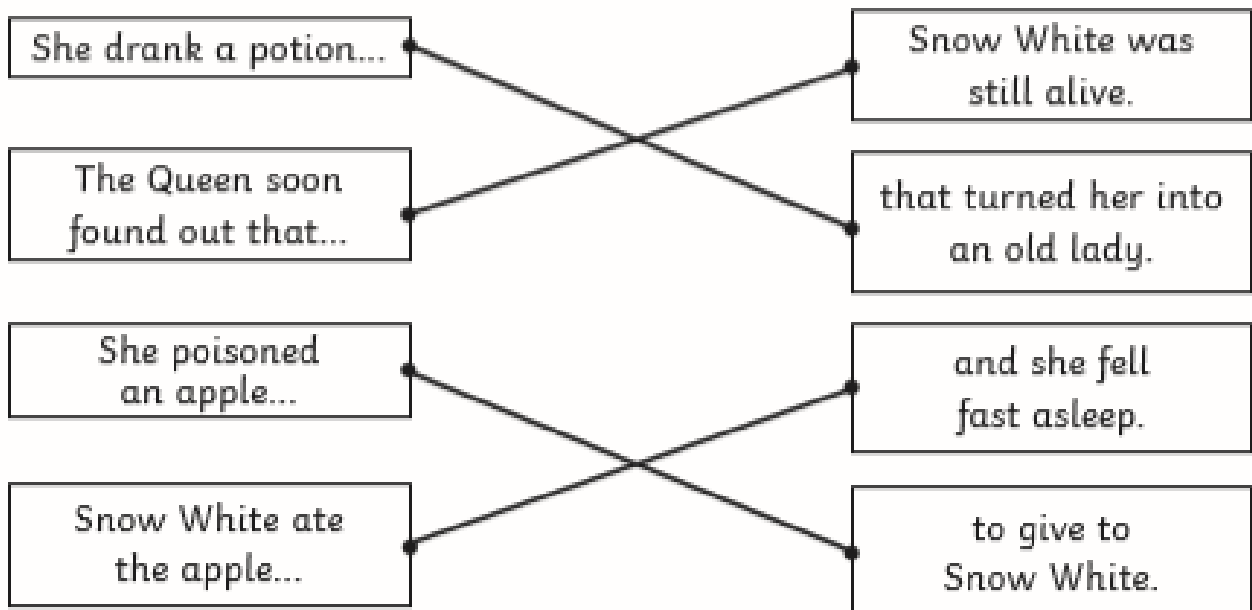 She drank a potion...
The Queen soon
found out that...
She poisoned
an apple...
Snow White ate
the apple...
Snow White was
still alive.
that turned her into
an old lady.
and she fell
fast asleep.
to give to
Snow White.